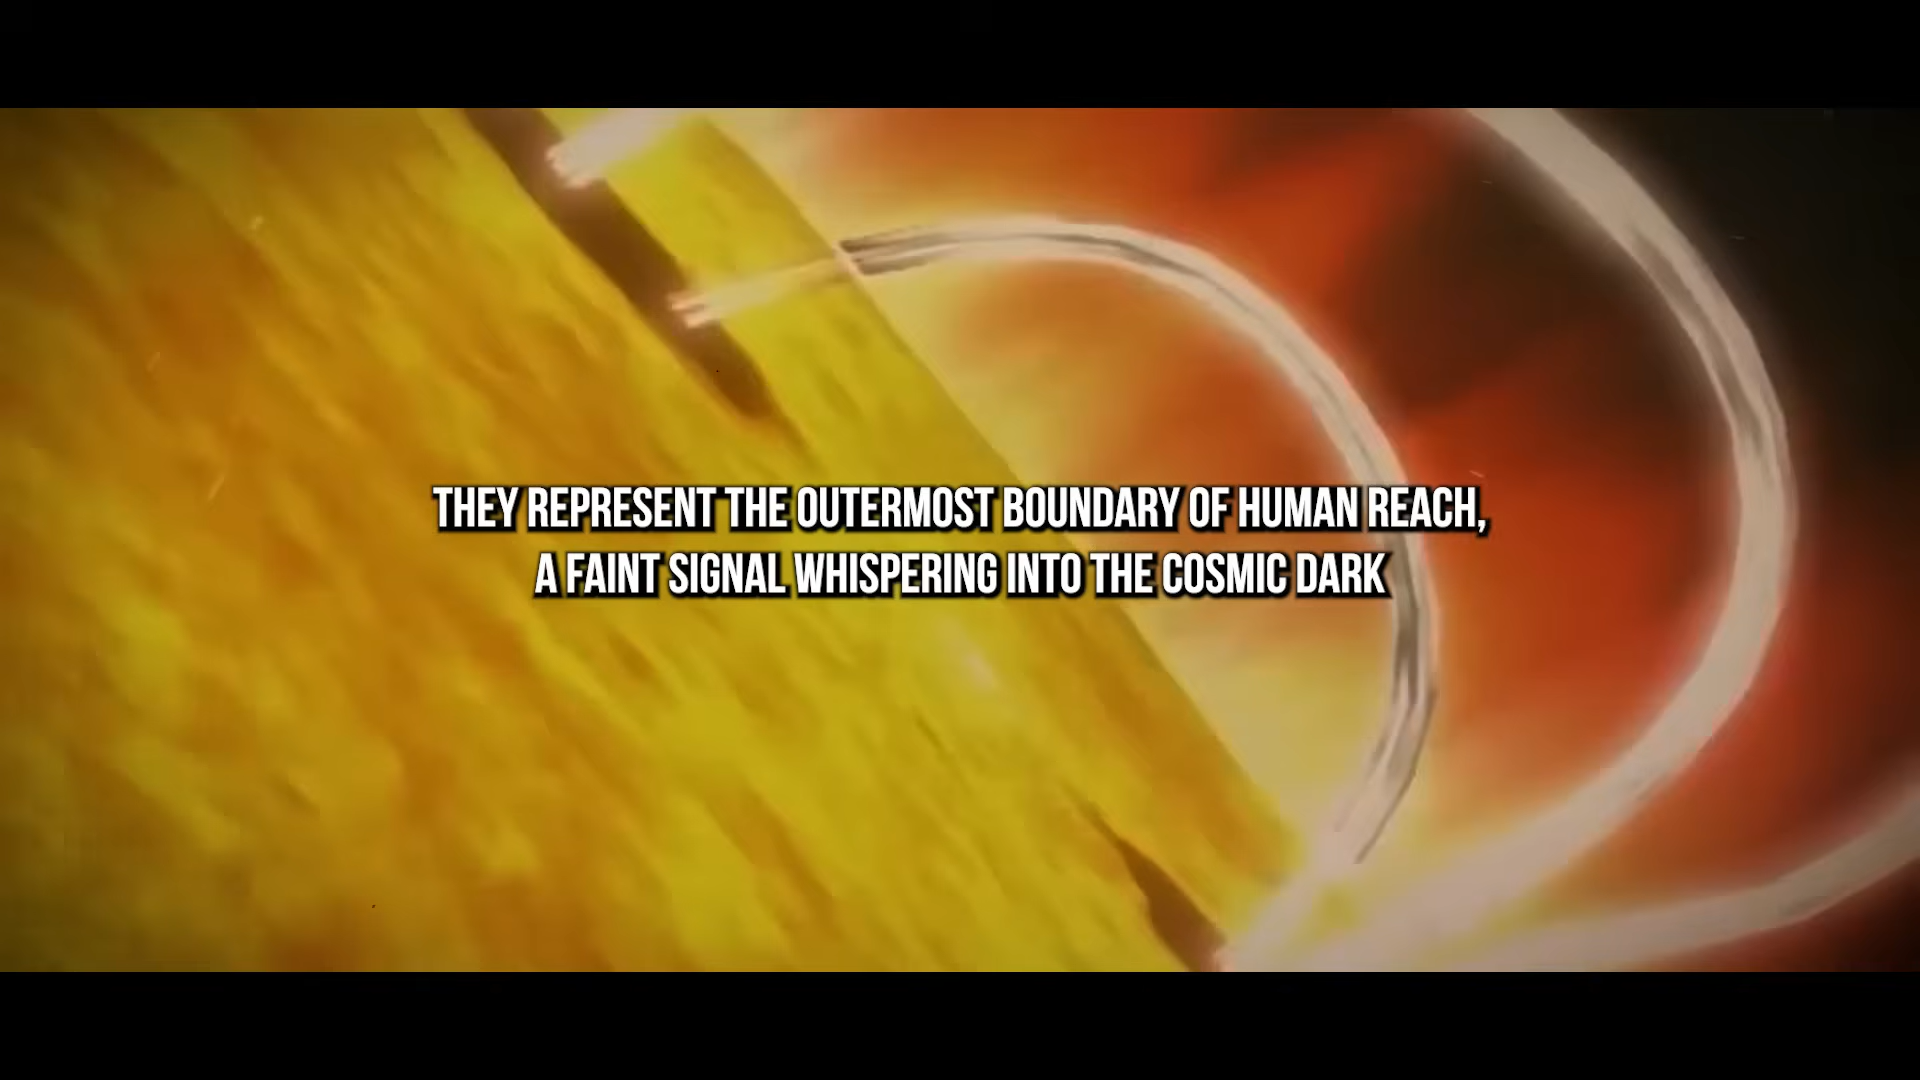 THEY REPRESENT THE OUTERMOST BOUNDARY OF HUMAN REACH,
A FAINT SIGNAL WHISPERING INTO THE COSMIC DARK